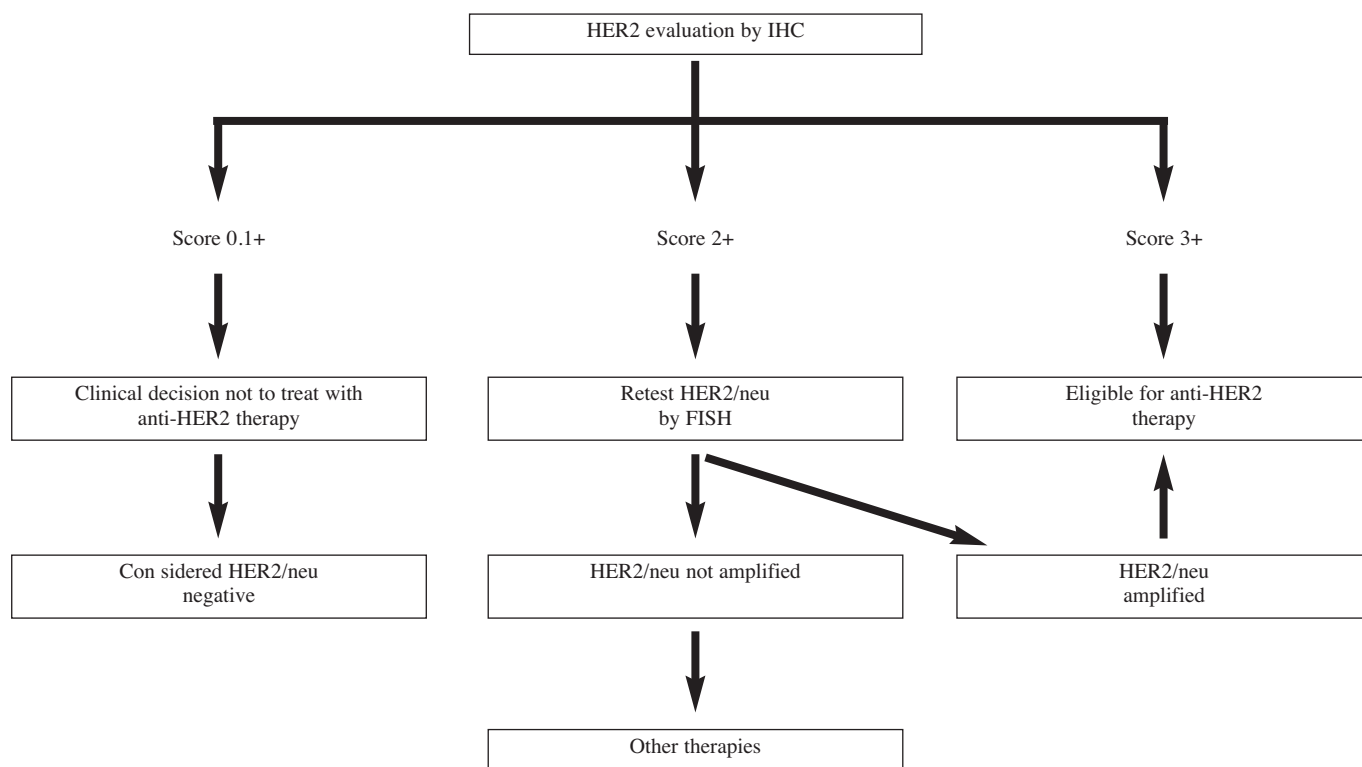 HER2 evaluation by IHC
Score 0.1+
Score 2+
Score 3+
Clinical decision not to treat with
anti-HER2 therapy
Retest HER2/neu
by FISH
Eligible for anti-HER2
therapy
Con sidered HER2/neu
negative
HER2/neu not amplified
HER2/neu
amplified
Other therapies